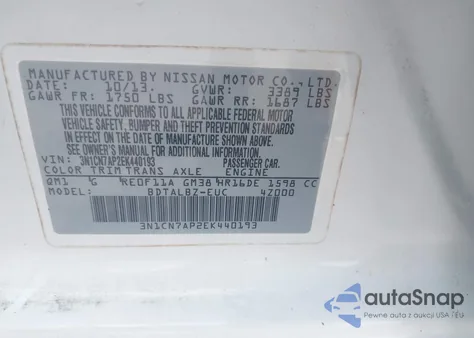 MANUFACTURED BY NISSAN MOTOR CO., LTD.
DATE: 10/13. GVWR: 3389 LBS
GAWR FR: 1750 LBS GAWR RR: 1687 LBS
THIS VEHICLE CONFORMS TO ALL APPLICABLE FEDERAL MOTOR
VEHICLE SAFETY, BUMPER AND THEFT PREVENTION STANDARDS
IN EFFECT ON THE DATE OF MANUFACTURE SHOWN ABOVE.
SEE OWNER'S MANUAL FOR ADDITIONAL INFORMATION.
VIN: 3N1CN7AP2EK440193 PASSENGER CAR.
COLOR TRIM TRANS AXLE ENGINE
QM1 G RE0F11A GM38 HR16DE 1598 CC
MODEL: BDTALBZ-EUC 4Z000
3N1CN7AP2EK440193
autaSnap
Pewne auta z dojazdem USA i EU